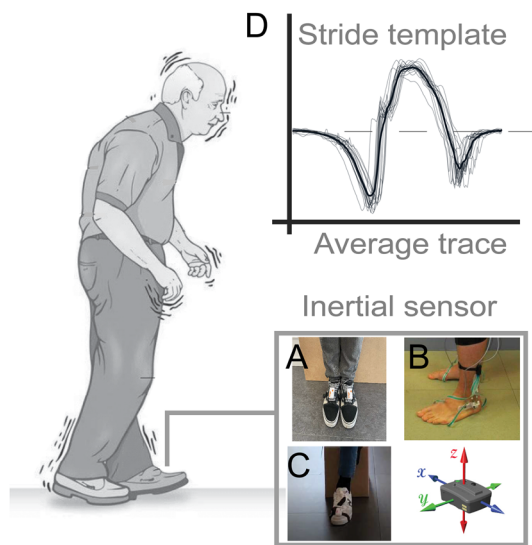 D
Stride template
Average trace
Inertial sensor
A
B
C
z
x
y